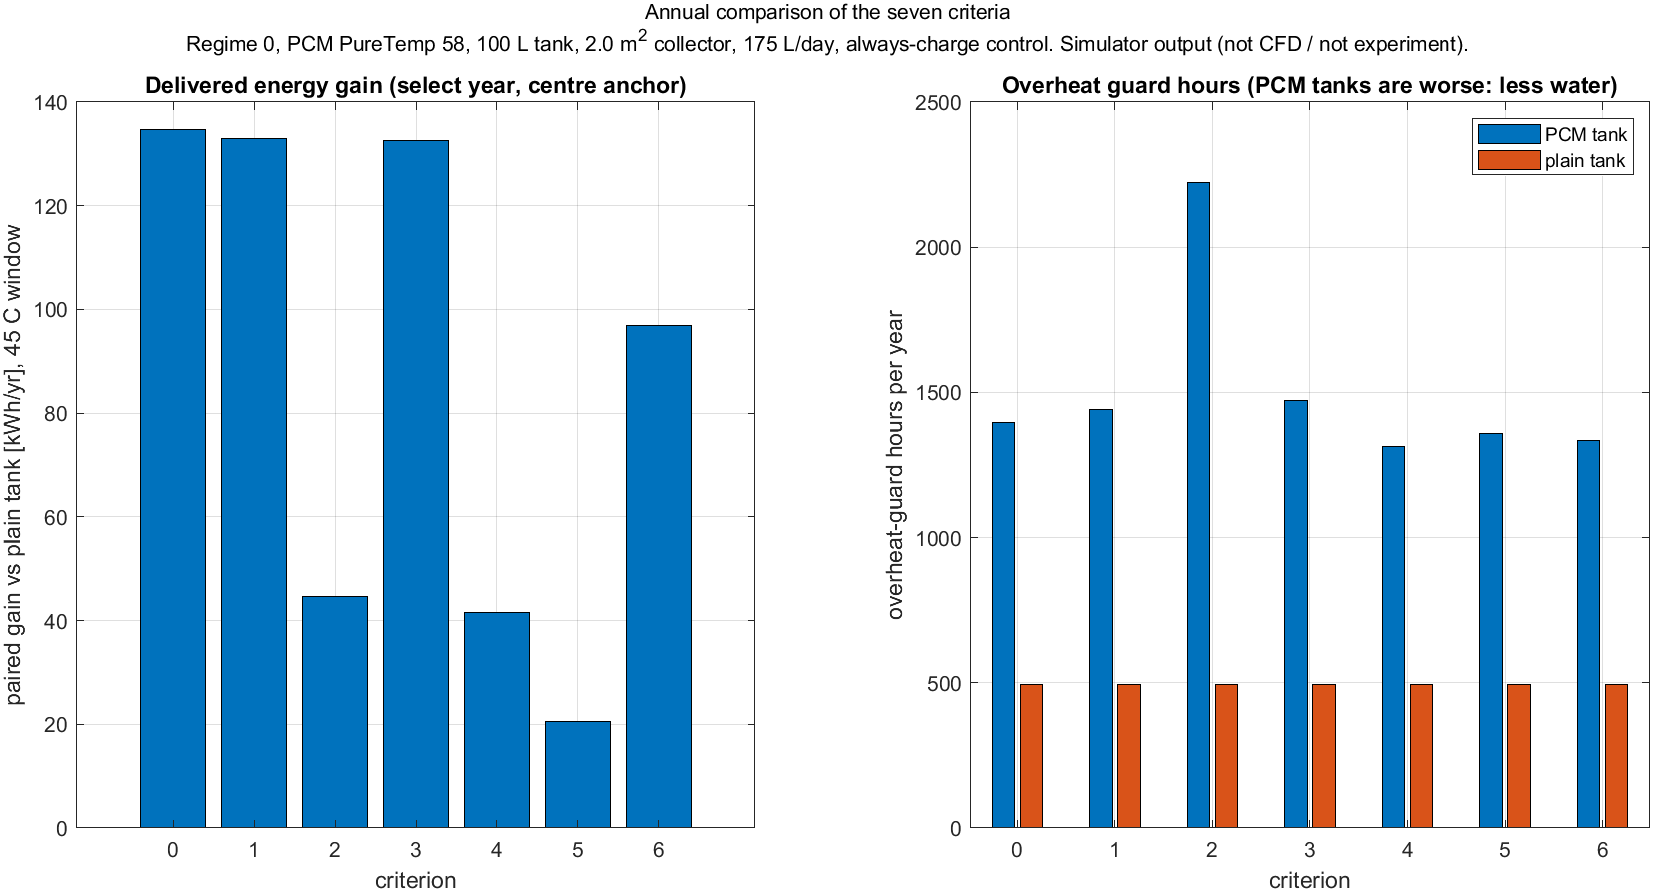 Annual comparison of the seven criteria
Regime 0, PCM PureTemp 58, 100 L tank, 2.0 m² collector, 175 L/day, always-charge control. Simulator output (not CFD / not experiment).
Delivered energy gain (select year, centre anchor)
paired gain vs plain tank [kWh/yr], 45 C window
140
120
100
80
60
40
20
0
0 1 2 3 4 5 6
criterion
Overheat guard hours (PCM tanks are worse: less water)
overheat-guard hours per year
2500
2000
1500
1000
500
0
PCM tank
plain tank
0 1 2 3 4 5 6
criterion